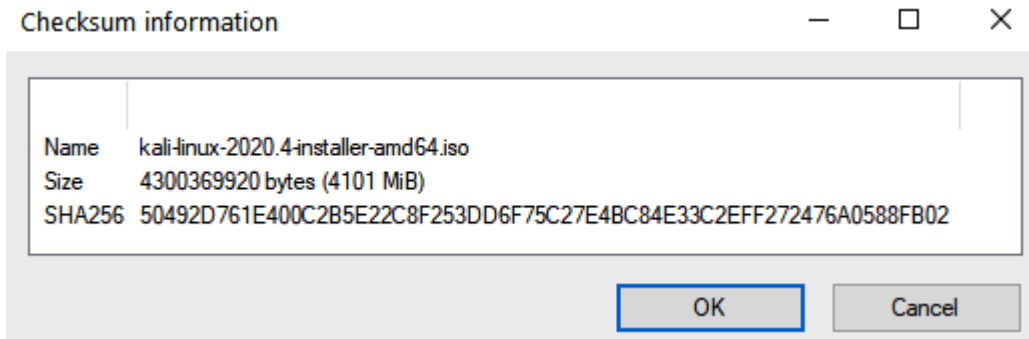 Checksum information
Name kali-linux-2020.4-installer-amd64.iso
Size 4300369920 bytes (4101 MiB)
SHA256 50492D761E400C2B5E22C8F253DD6F75C27E4BC84E33C2EFF272476A0588FB02
OK Cancel